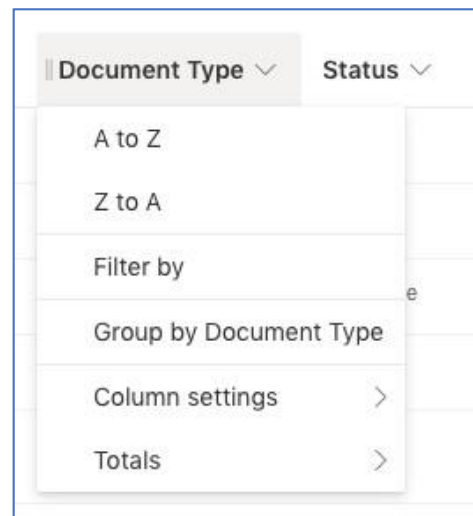 Document Type Status
A to Z
Z to A
Filter by
e
Group by Document Type
Column settings
Totals